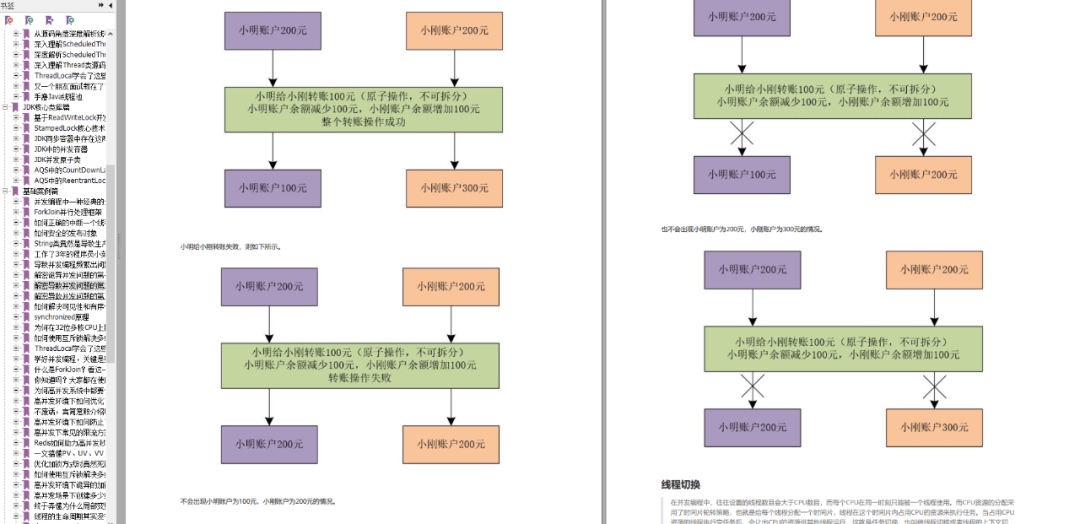 书签
从源码角度深度解析线
深入理解ScheduledThr
深度解析ScheduledThr
深入理解Thread类源码
ThreadLocal学会了这些
又一个朋友面试栽在了
手撸Java线程池
JDK核心类库篇
基于ReadWriteLock开发
StampedLock核心技术
JDK同步容器中存在这种
JDK中的并发容器
JDK并发原子类
AQS中的CountDownLa
AQS中的ReentrantLoc
基础案例篇
并发编程中一种经典的分
ForkJoin并行处理框架
如何正确的中断一个线程
如何安全的发布对象
String类竟然是导致生产
工作了3年的程序员小
导致并发编程频繁出问
解密诡异并发问题的第一
解密导致并发问题的第
解密导致并发问题的第
如何解决可见性和有序
synchronized原理
为何在32位多核CPU上
如何使用互斥锁解决多
ThreadLocal学会了这些
学好并发编程，关键是
什么是ForkJoin？看这一
你知道吗？大家都在使
为何高并发系统中都要
高并发环境下如何优化
不废话，言简意赅介绍
高并发环境下如何防止
高并发下常见的限流方
Redis如何助力高并发秒
一文搞懂PV、UV、VV
优化加锁方式时竟然死
如何使用互斥锁解决多
高并发环境下诡异的加
高并发场景下创建多少
终于弄懂为什么局部变
线程的生命周期其实没
小明账户200元
小刚账户200元
小明给小刚转账100元（原子操作，不可拆分）
小明账户余额减少100元，小刚账户余额增加100元
整个转账操作成功
小明账户100元
小刚账户300元
小明给小刚转账失败，则如下所示。
小明账户200元
小刚账户200元
小明给小刚转账100元（原子操作，不可拆分）
小明账户余额减少100元，小刚账户余额增加100元
转账操作失败
小明账户200元
小刚账户200元
不会出现小明账户为100元，小刚账户为200元的情况。
小明账户200元
小刚账户200元
小明给小刚转账100元（原子操作，不可拆分）
小明账户余额减少100元，小刚账户余额增加100元
小明账户100元
小刚账户200元
也不会出现小明账户为200元，小刚账户为300元的情况。
小明账户200元
小刚账户200元
小明给小刚转账100元（原子操作，不可拆分）
小明账户余额减少100元，小刚账户余额增加100元
小明账户200元
小刚账户300元
线程切换
在并发编程中，往往设置的线程数目会大于CPU数目，而每个CPU在同一时刻只能被一个线程使用。而CPU资源的分配采
用了时间片轮转策略，也就是给每个线程分配一个时间片，线程在这个时间片内占用CPU的资源来执行任务。当占用CPU
资源的线程执行完任务后，会让出CPU的资源供其他线程运行，这就是任务切换，也叫做线程切换或者线程的上下文切